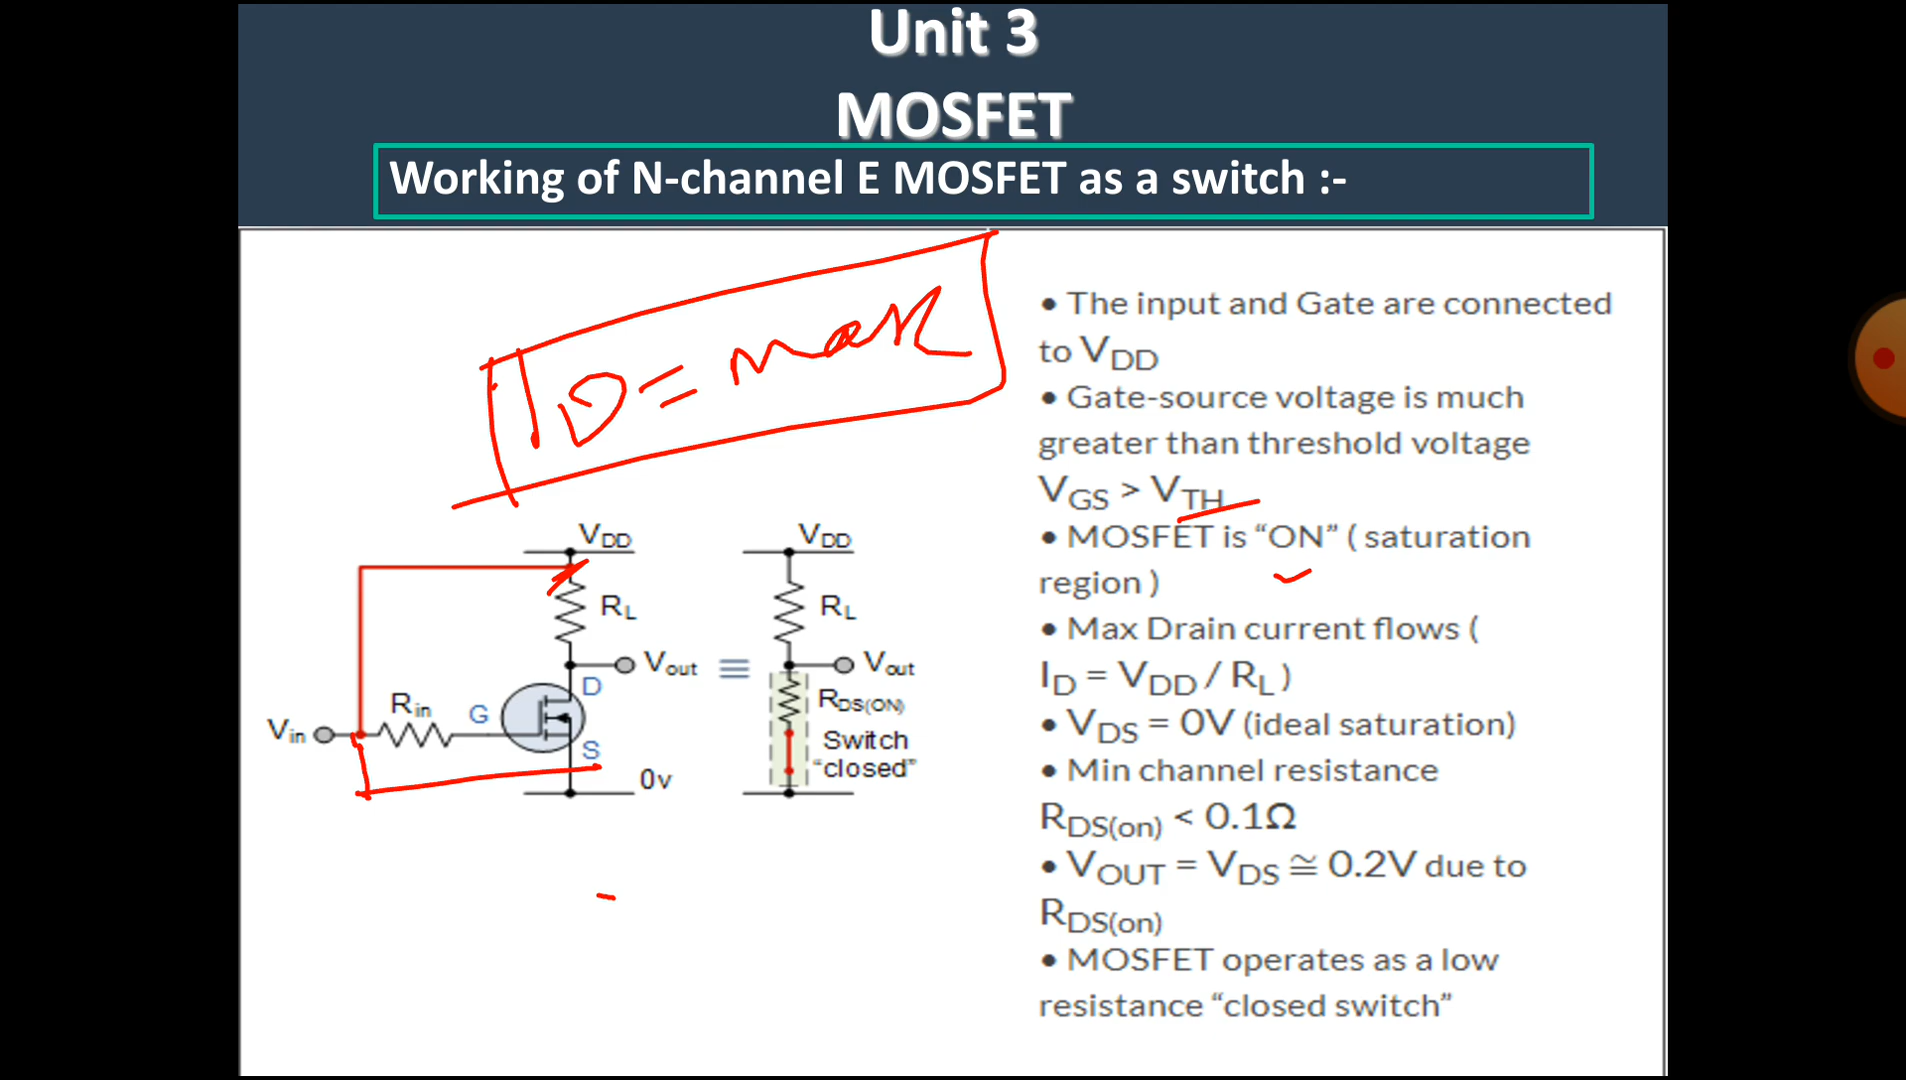 Unit 3
MOSFET
Working of N-channel E MOSFET as a switch :-
I D = max
• The input and Gate are connected
to VDD
• Gate-source voltage is much
greater than threshold voltage
VGS > VTH
• MOSFET is “ON” ( saturation
region )
• Max Drain current flows (
ID = VDD / RL )
• VDS = 0V (ideal saturation)
• Min channel resistance
RDS(on) < 0.1Ω
• VOUT = VDS ≅ 0.2V due to
RDS(on)
• MOSFET operates as a low
resistance “closed switch”
VDD
RL
Vout
D
Rin
G
Vin
S
0v
≡
VDD
RL
Vout
RDS(ON)
Switch
“closed”